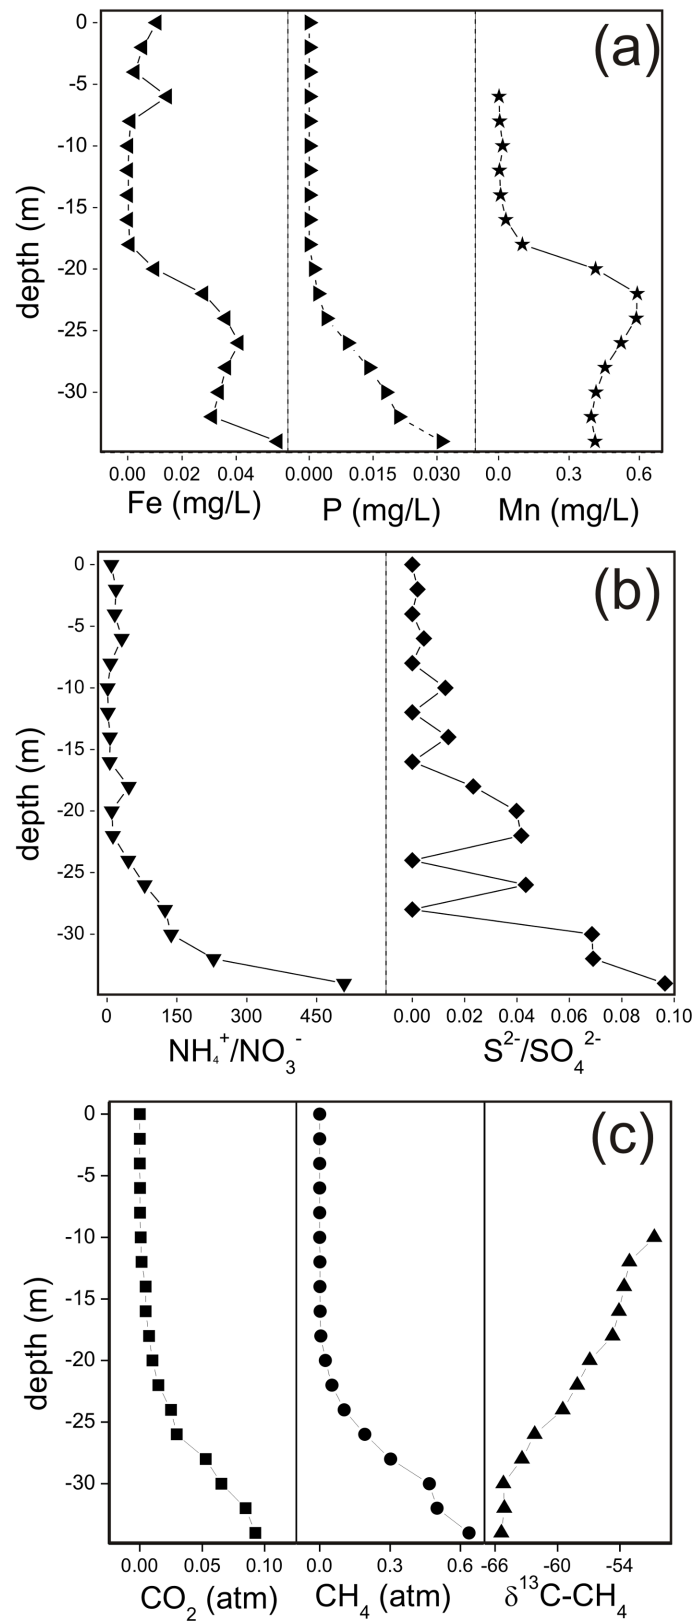 (a)
0
-5
-10
-15
-20
-25
-30
depth (m)
0.00 0.02 0.04 0.000 0.015 0.030 0.0 0.3 0.6
Fe (mg/L) P (mg/L) Mn (mg/L)
(b)
0
-5
-10
-15
-20
-25
-30
depth (m)
0 150 300 450 0.00 0.02 0.04 0.06 0.08 0.10
NH₄⁺/NO₃⁻ S²⁻/SO₄²⁻
(c)
0
-5
-10
-15
-20
-25
-30
depth (m)
0.00 0.05 0.10 0.0 0.3 0.6 -66 -60 -54
CO₂ (atm) CH₄ (atm) δ¹³C-CH₄